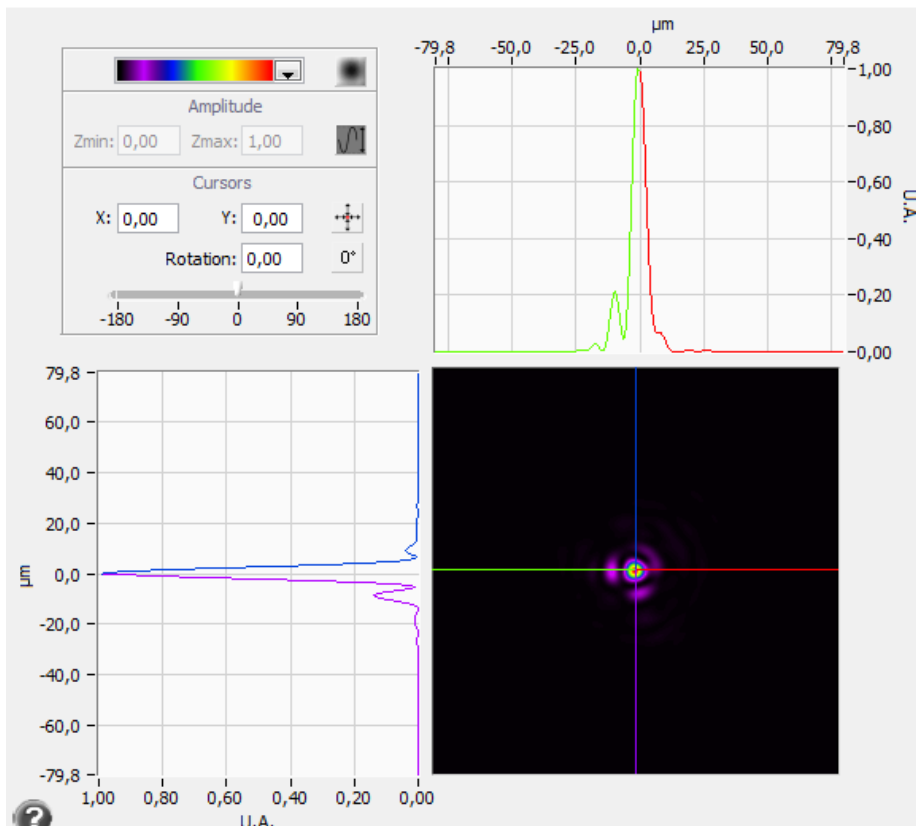 µm
-79,8 -50,0 -25,0 0,0 25,0 50,0 79,8
Amplitude
Zmin: 0,00 Zmax: 1,00
Cursors
X: 0,00 Y: 0,00
Rotation: 0,00 0°
-180 -90 0 90 180
1,00
0,80
0,60
0,40
0,20
0,00
U.A.
79,8
60,0
40,0
20,0
0,0
-20,0
-40,0
-60,0
-79,8
µm
1,00 0,80 0,60 0,40 0,20 0,00
U.A.
?